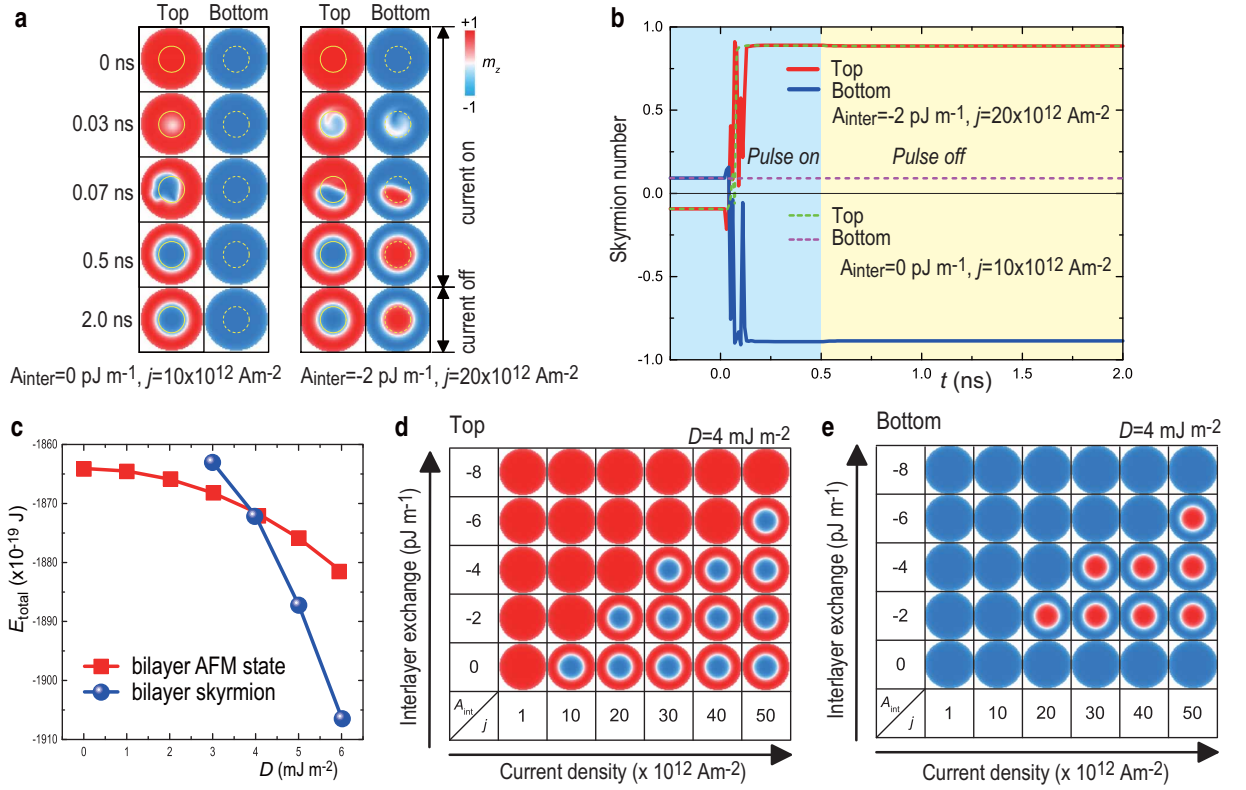 a
Top Bottom Top Bottom
+1
m_z
-1
0 ns
0.03 ns
0.07 ns
0.5 ns
2.0 ns
current on
current off
A_inter=0 pJ m-1, j=10x10^12 Am-2
A_inter=-2 pJ m-1, j=20x10^12 Am-2
b
Skyrmion number
1.0
0.5
0.0
-0.5
-1.0
Top
Bottom
A_inter=-2 pJ m-1, j=20x10^12 Am-2
Pulse on Pulse off
Top
Bottom
A_inter=0 pJ m-1, j=10x10^12 Am-2
0.0 0.5 1.0 1.5 2.0
t (ns)
c
E_total (x10^-19 J)
-1860
-1870
-1880
-1890
-1900
-1910
bilayer AFM state
bilayer skyrmion
0 1 2 3 4 5 6
D (mJ m-2)
d
Top
D=4 mJ m-2
Interlayer exchange (pJ m-1)
-8
-6
-4
-2
0
A_int j 1 10 20 30 40 50
Current density (x 10^12 Am-2)
e
Bottom
D=4 mJ m-2
Interlayer exchange (pJ m-1)
-8
-6
-4
-2
0
A_int j 1 10 20 30 40 50
Current density (x 10^12 Am-2)